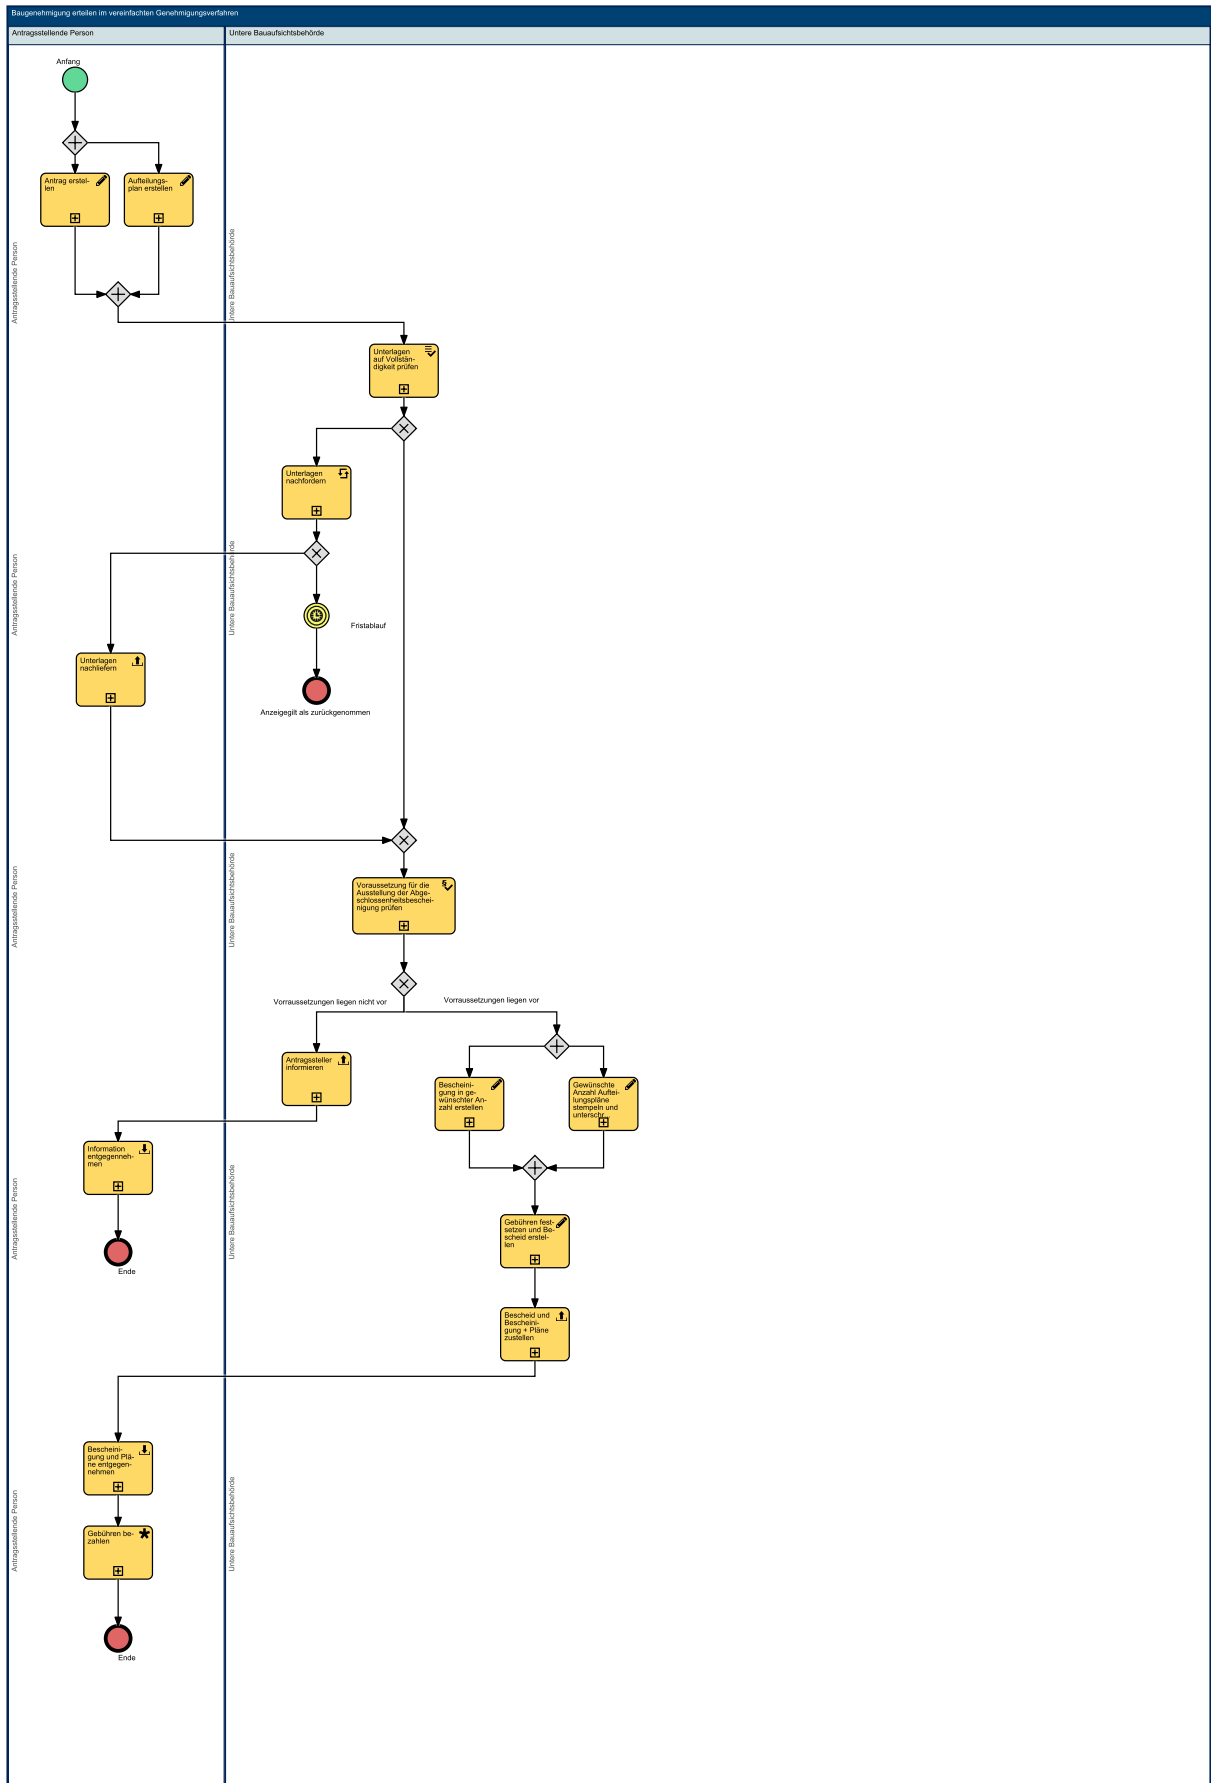 Baugenehmigung erteilen im vereinfachten Genehmigungsverfahren
Antragsstellende Person
Untere Bauaufsichtsbehörde
Anfang
Antrag erstel-
len
Aufteilungs-
plan erstellen
Antragsstellende Person
Untere Bauaufsichtsbehörde
Unterlagen
auf Vollstän-
digkeit prüfen
Unterlagen
nachfordern
Antragsstellende Person
Untere Bauaufsichtsbehörde
Fristablauf
Unterlagen
nachliefern
Anzeigegilt als zurückgenommen
Antragsstellende Person
Untere Bauaufsichtsbehörde
Voraussetzung für die
Ausstellung der Abge-
schlossenheitsbeschei-
nigung prüfen
Vorraussetzungen liegen nicht vor
Vorraussetzungen liegen vor
Antragssteller
informieren
Bescheini-
gung in ge-
wünschter An-
zahl erstellen
Gewünschte
Anzahl Auftei-
lungspläne
stempeln und
unterschr...
Information
entgegenneh-
men
Antragsstellende Person
Untere Bauaufsichtsbehörde
Gebühren fest-
setzen und Be-
scheid erstel-
len
Ende
Bescheid und
Bescheini-
gung + Pläne
zustellen
Bescheini-
gung und Plä-
ne entgegen-
nehmen
Antragsstellende Person
Untere Bauaufsichtsbehörde
Gebühren be-
zahlen
Ende